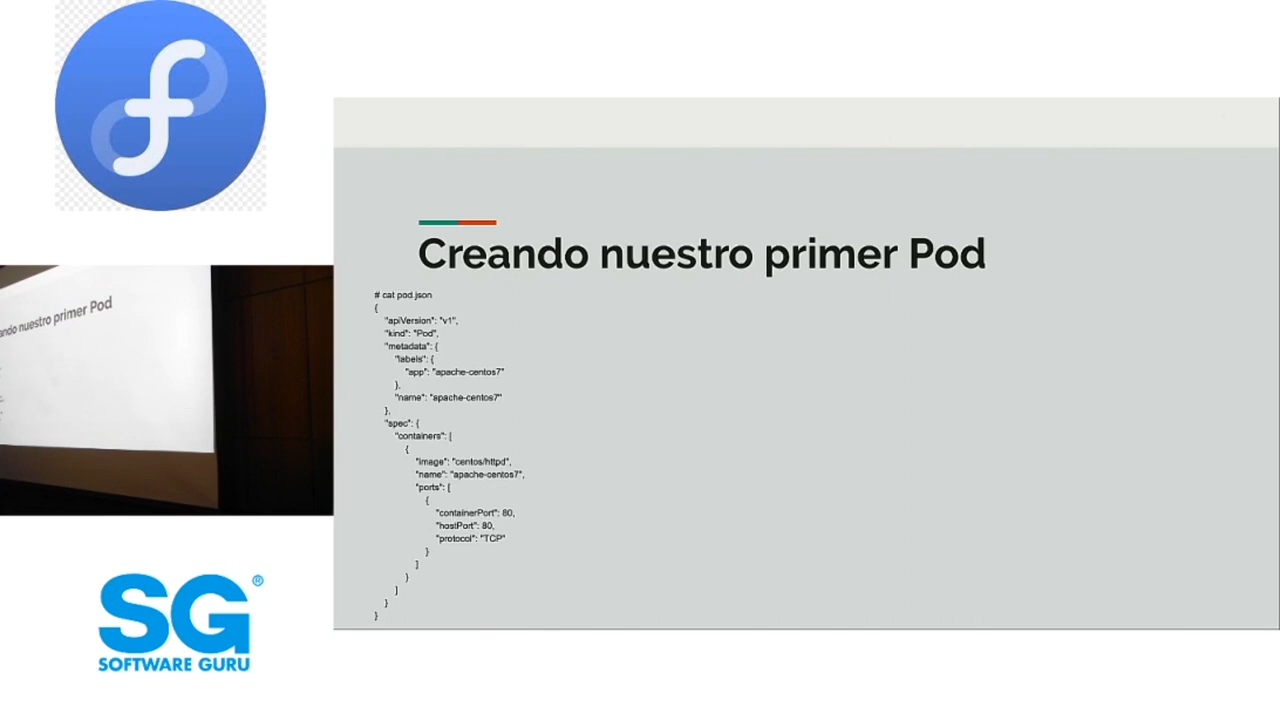 Creando nuestro primer Pod
# cat pod.json
{
"apiVersion": "v1",
"kind": "Pod",
"metadata": {
"labels": {
"app": "apache-centos7"
},
"name": "apache-centos7"
},
"spec": {
"containers": [
{
"image": "centos/httpd",
"name": "apache-centos7",
"ports": [
{
"containerPort": 80,
"hostPort": 80,
"protocol": "TCP"
}
]
}
]
}
}
ando nuestro primer Pod
SG®
SOFTWARE GURU